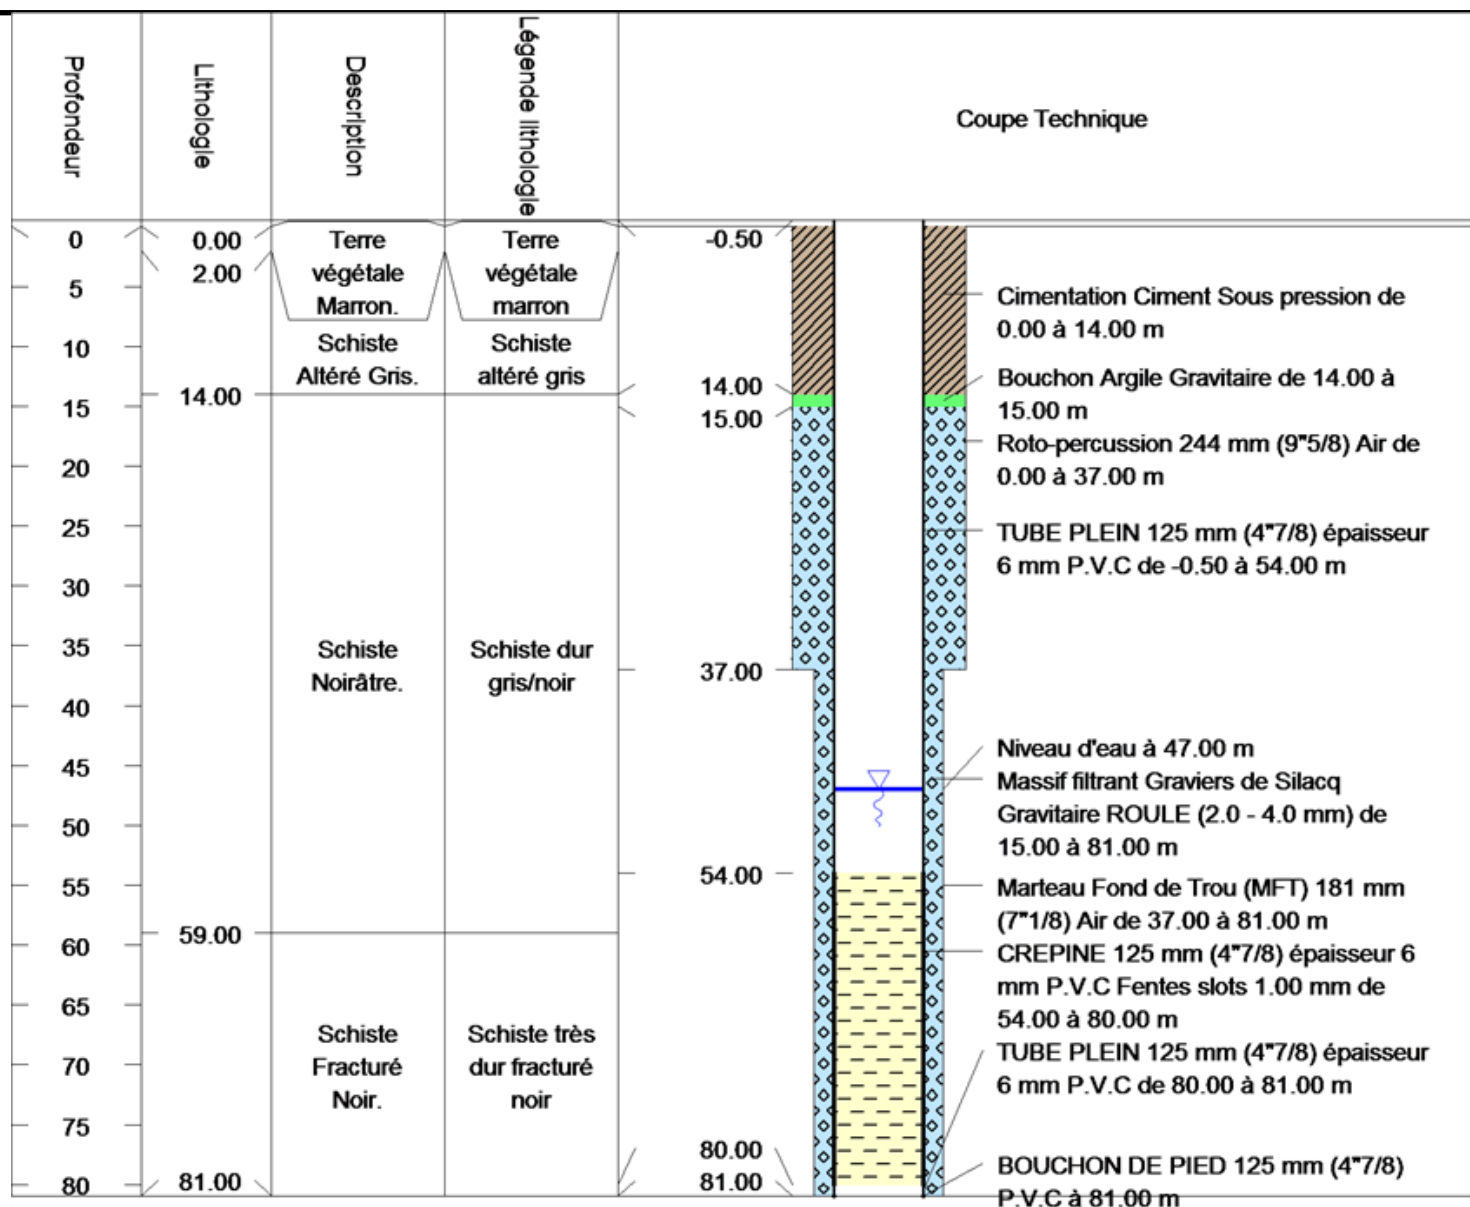 Profondeur
Lithologie
Description
Légende lithologie
Coupe Technique
0
5
10
15
20
25
30
35
40
45
50
55
60
65
70
75
80
0.00
2.00
14.00
59.00
81.00
Terre
végétale
Marron.
Schiste
Altéré Gris.
Schiste
Noirâtre.
Schiste
Fracturé
Noir.
Terre
végétale
marron
Schiste
altéré gris
Schiste dur
gris/noir
Schiste très
dur fracturé
noir
-0.50
14.00
15.00
37.00
54.00
80.00
81.00
Cimentation Ciment Sous pression de
0.00 à 14.00 m
Bouchon Argile Gravitaire de 14.00 à
15.00 m
Roto-percussion 244 mm (9"5/8) Air de
0.00 à 37.00 m
TUBE PLEIN 125 mm (4"7/8) épaisseur
6 mm P.V.C de -0.50 à 54.00 m
Niveau d'eau à 47.00 m
Massif filtrant Graviers de Silacq
Gravitaire ROULE (2.0 - 4.0 mm) de
15.00 à 81.00 m
Marteau Fond de Trou (MFT) 181 mm
(7"1/8) Air de 37.00 à 81.00 m
CREPINE 125 mm (4"7/8) épaisseur 6
mm P.V.C Fentes slots 1.00 mm de
54.00 à 80.00 m
TUBE PLEIN 125 mm (4"7/8) épaisseur
6 mm P.V.C de 80.00 à 81.00 m
BOUCHON DE PIED 125 mm (4"7/8)
P.V.C à 81.00 m